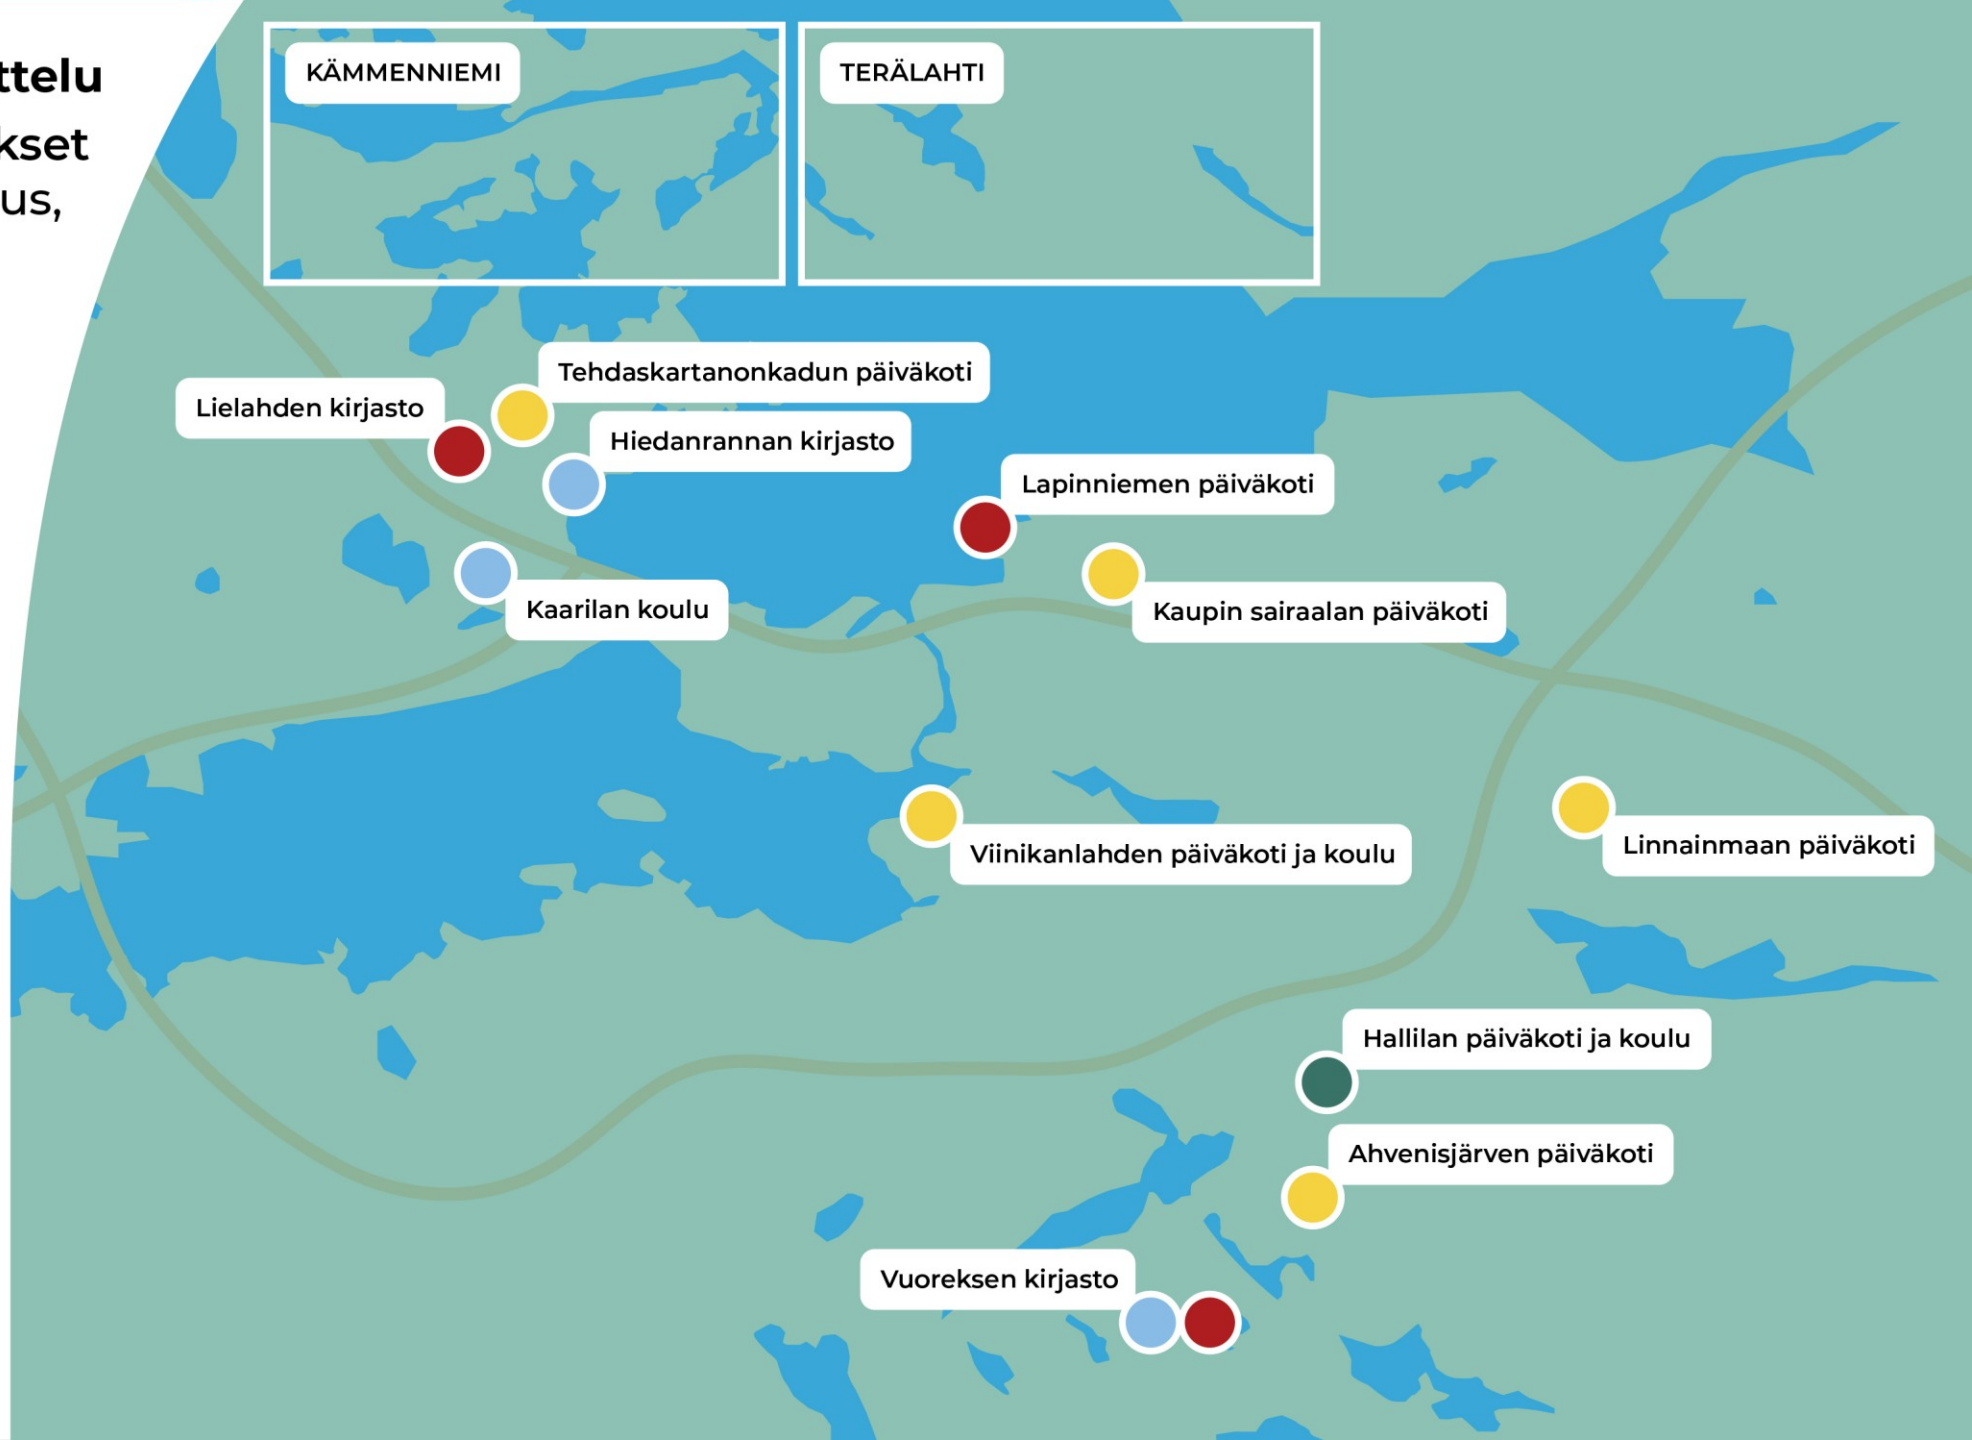 ttelu
kset
us,
KÄMMENNIEMI
TERÄLAHTI
Tehdaskartanonkadun päiväkoti
Lielahden kirjasto
Hiedanrannan kirjasto
Lapinniemen päiväkoti
Kaarilan koulu
Kaupin sairaalan päiväkoti
Viinikanlahden päiväkoti ja koulu
Linnainmaan päiväkoti
Hallilan päiväkoti ja koulu
Ahvenisjärven päiväkoti
Vuoreksen kirjasto